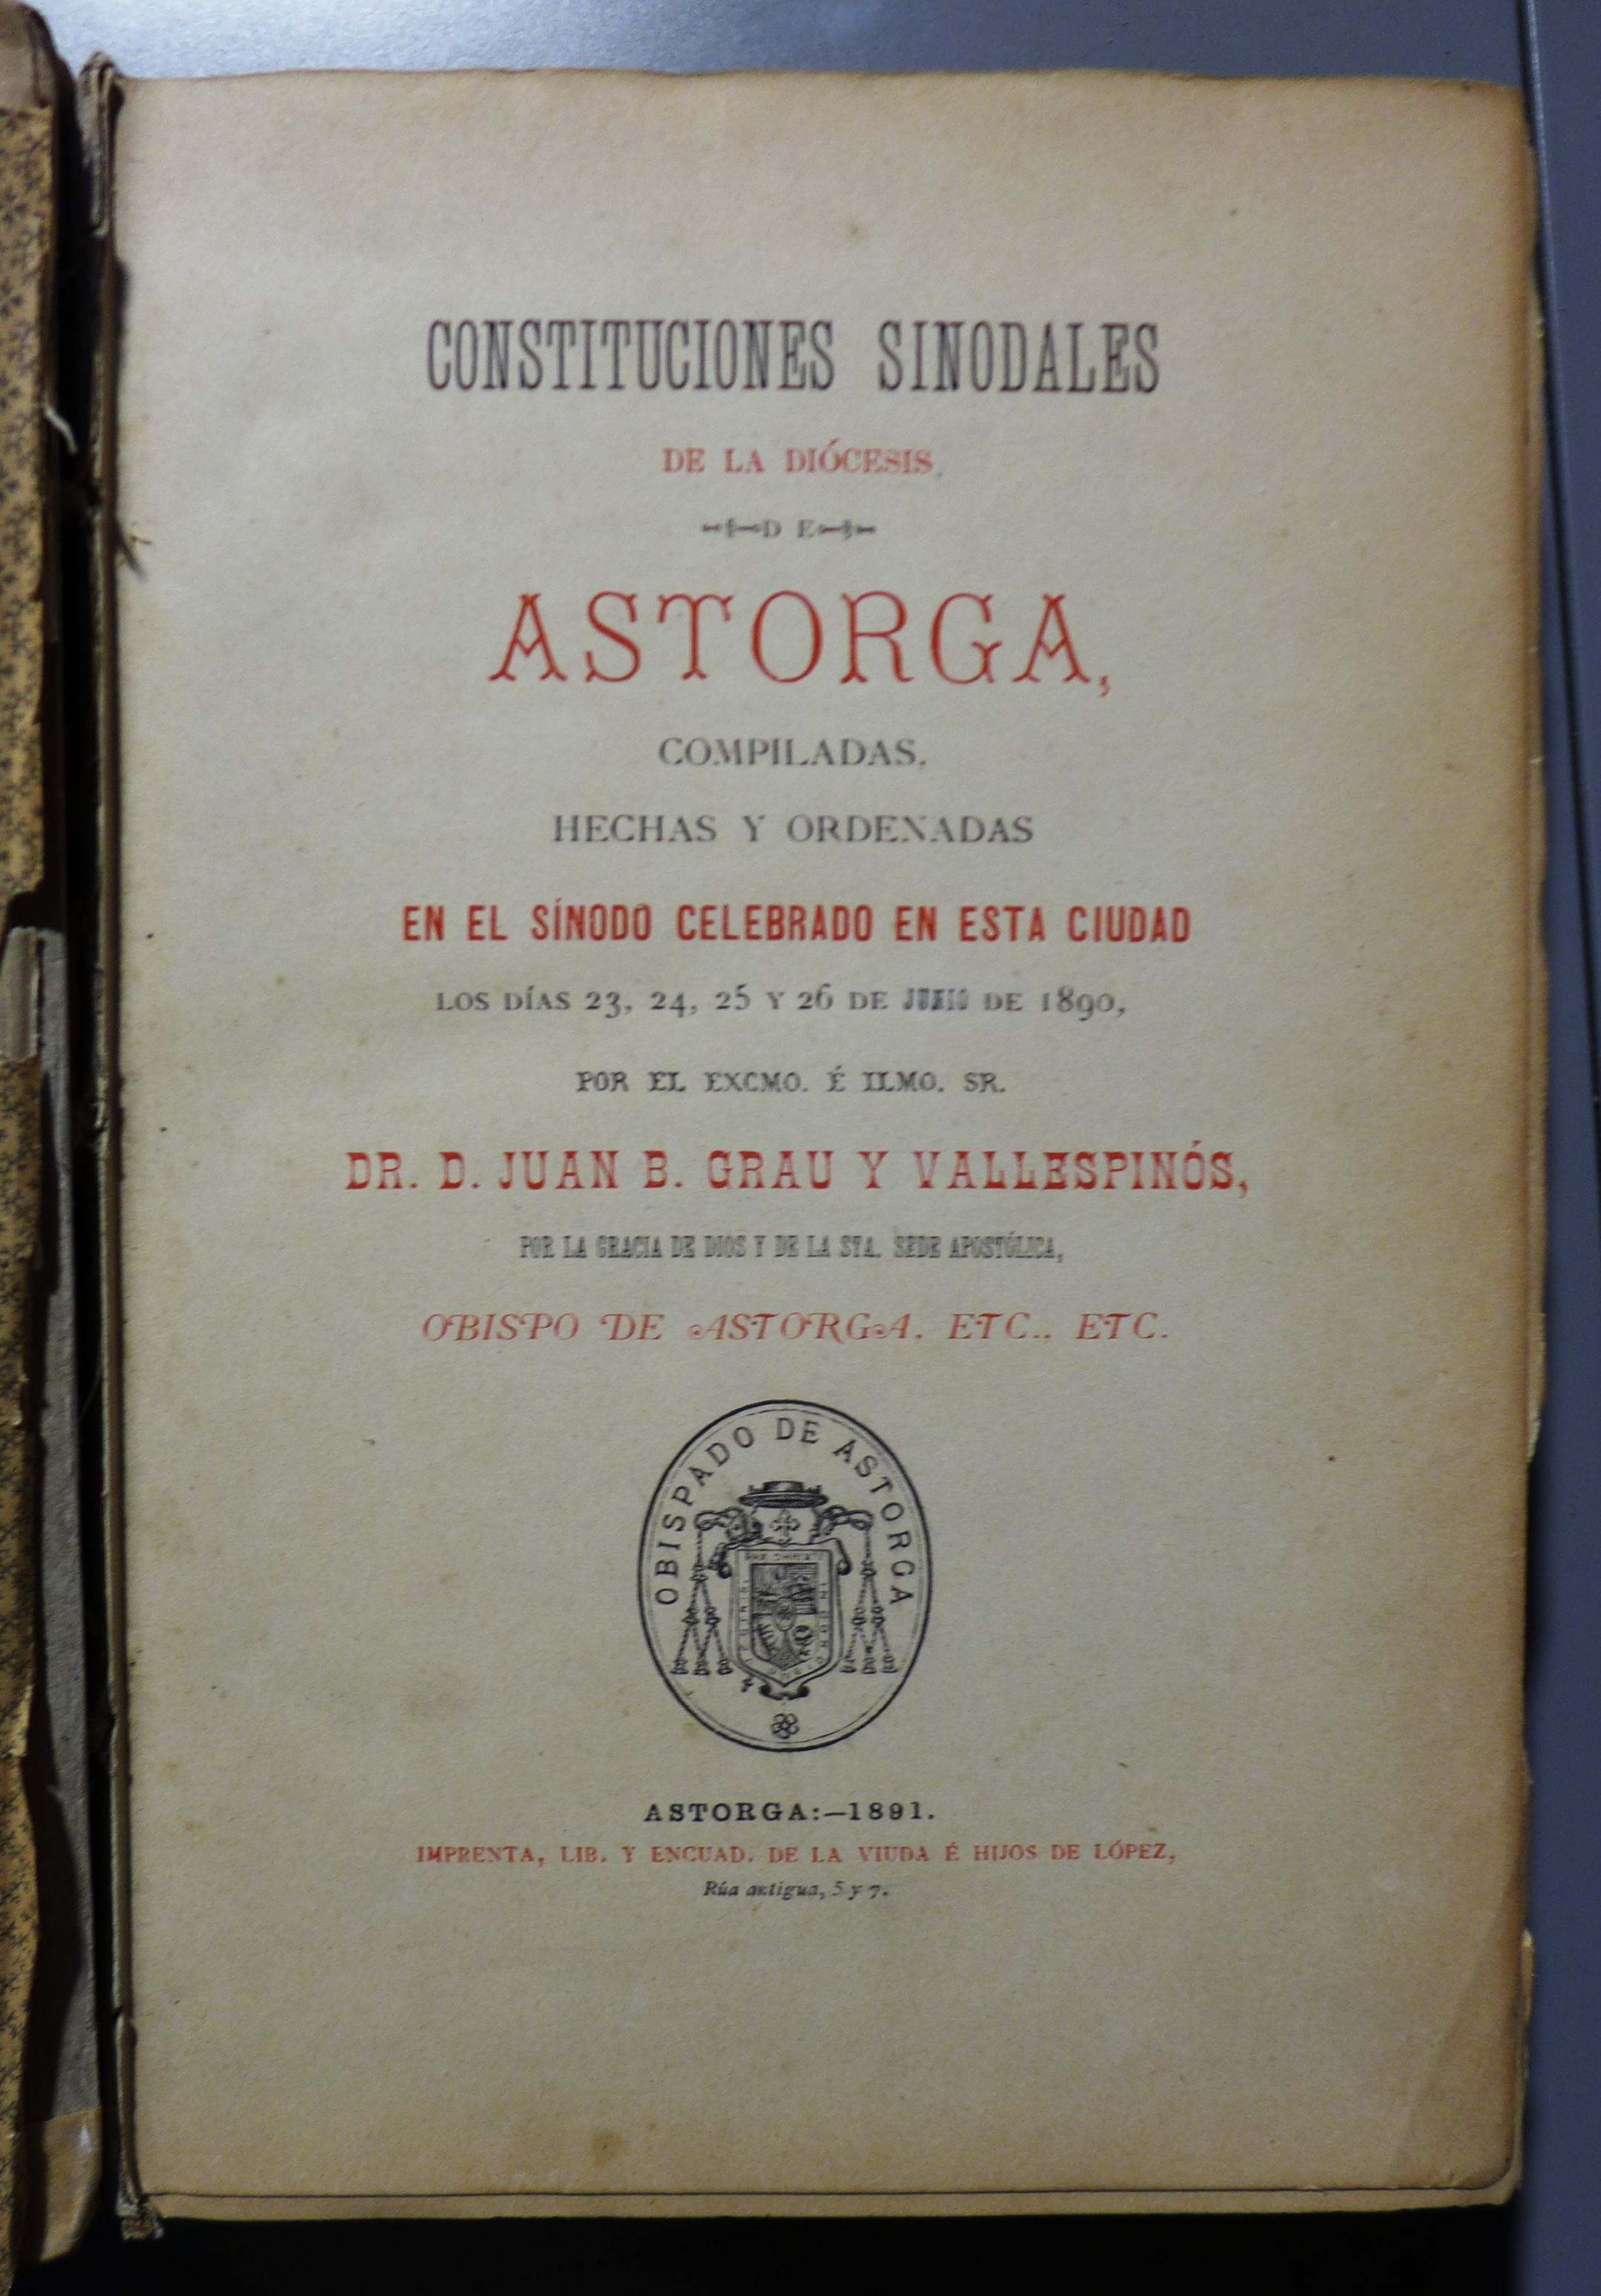 CONSTITUCIONES SINODALES
DE LA DIÓCESIS
DE
ASTORGA,
COMPILADAS,
HECHAS Y ORDENADAS
EN EL SÍNODO CELEBRADO EN ESTA CIUDAD
LOS DÍAS 23, 24, 25 Y 26 DE JUNIO DE 1890,
POR EL EXCMO. É ILMO. SR.
DR. D. JUAN B. GRAU Y VALLESPINÓS,
POR LA GRACIA DE DIOS Y DE LA STA. SEDE APOSTÓLICA,
OBISPO DE ASTORGA, ETC., ETC.
OBISPADO DE ASTORGA
ASTORGA:—1891.
IMPRENTA, LIB. Y ENCUAD. DE LA VIUDA É HIJOS DE LÓPEZ,
Rúa antigua, 5 y 7.